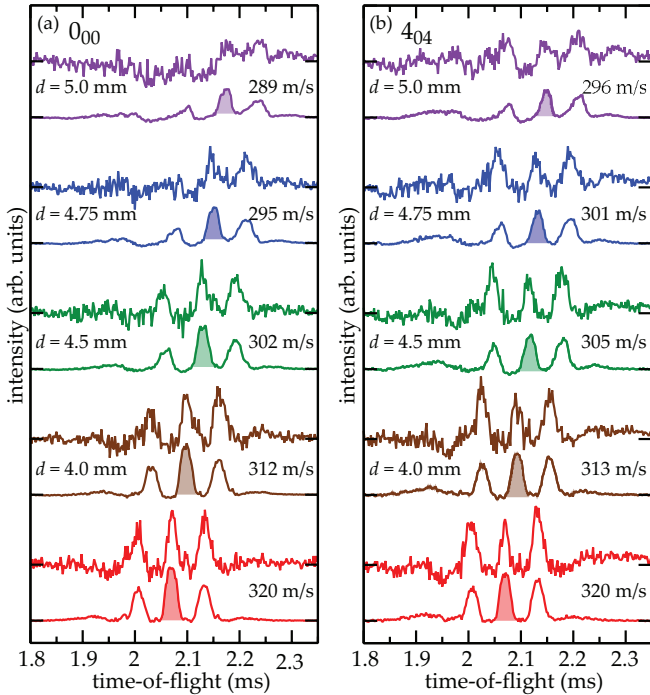 (a) 0₀₀
d = 5.0 mm 289 m/s
d = 4.75 mm 295 m/s
d = 4.5 mm 302 m/s
d = 4.0 mm 312 m/s
320 m/s
1.8 1.9 2 2.1 2.2 2.3
time-of-flight (ms)
intensity (arb. units)
(b) 4₀₄
d = 5.0 mm 296 m/s
d = 4.75 mm 301 m/s
d = 4.5 mm 305 m/s
d = 4.0 mm 313 m/s
320 m/s
1.8 1.9 2 2.1 2.2 2.3
time-of-flight (ms)
intensity (arb. units)